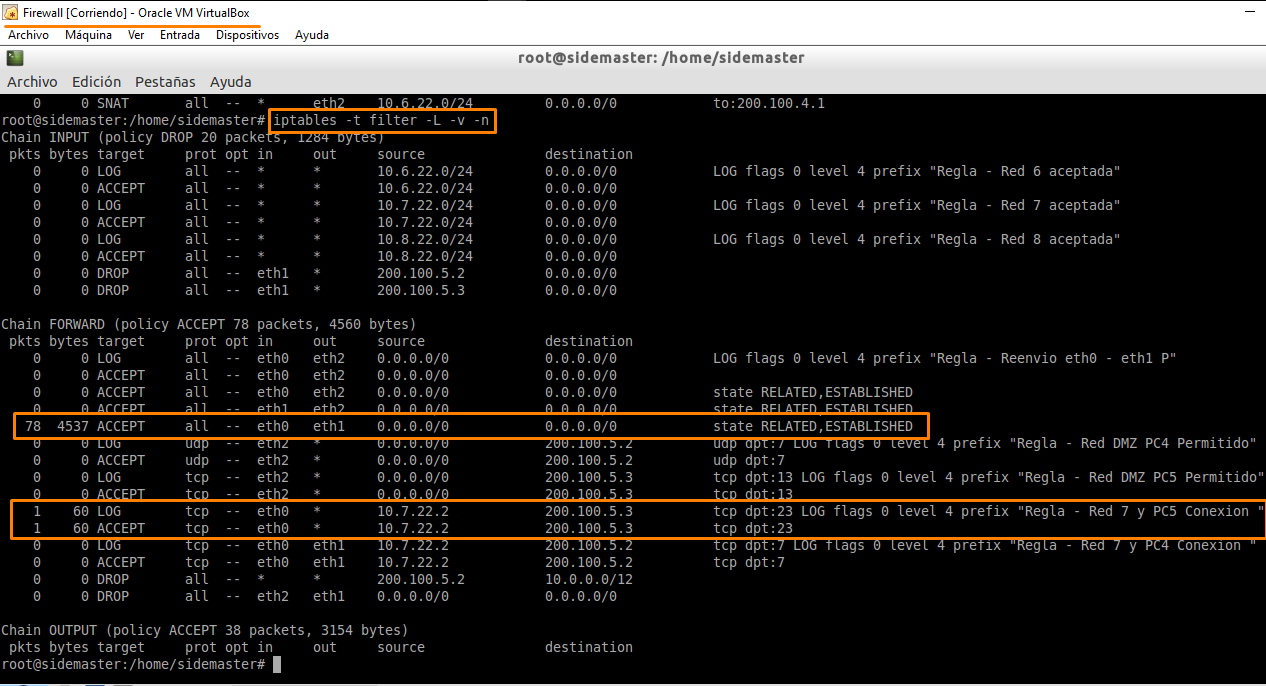 Firewall [Corriendo] - Oracle VM VirtualBox
Archivo Máquina Ver Entrada Dispositivos Ayuda
root@sidemaster: /home/sidemaster
Archivo Edición Pestañas Ayuda
0 0 SNAT all -- * eth2 10.6.22.0/24 0.0.0.0/0 to:200.100.4.1
root@sidemaster:/home/sidemaster# iptables -t filter -L -v -n
Chain INPUT (policy DROP 20 packets, 1284 bytes)
pkts bytes target prot opt in out source destination
0 0 LOG all -- * * 10.6.22.0/24 0.0.0.0/0 LOG flags 0 level 4 prefix "Regla - Red 6 aceptada"
0 0 ACCEPT all -- * * 10.6.22.0/24 0.0.0.0/0
0 0 LOG all -- * * 10.7.22.0/24 0.0.0.0/0 LOG flags 0 level 4 prefix "Regla - Red 7 aceptada"
0 0 ACCEPT all -- * * 10.7.22.0/24 0.0.0.0/0
0 0 LOG all -- * * 10.8.22.0/24 0.0.0.0/0 LOG flags 0 level 4 prefix "Regla - Red 8 aceptada"
0 0 ACCEPT all -- * * 10.8.22.0/24 0.0.0.0/0
0 0 DROP all -- eth1 * 200.100.5.2 0.0.0.0/0
0 0 DROP all -- eth1 * 200.100.5.3 0.0.0.0/0
Chain FORWARD (policy ACCEPT 78 packets, 4560 bytes)
pkts bytes target prot opt in out source destination
0 0 LOG all -- eth0 eth2 0.0.0.0/0 0.0.0.0/0 LOG flags 0 level 4 prefix "Regla - Reenvio eth0 - eth1 P"
0 0 ACCEPT all -- eth0 eth2 0.0.0.0/0 0.0.0.0/0
0 0 ACCEPT all -- eth0 eth2 0.0.0.0/0 0.0.0.0/0 state RELATED,ESTABLISHED
0 0 ACCEPT all -- eth1 eth2 0.0.0.0/0 0.0.0.0/0 state RELATED,ESTABLISHED
78 4537 ACCEPT all -- eth0 eth1 0.0.0.0/0 0.0.0.0/0 state RELATED,ESTABLISHED
0 0 LOG udp -- eth2 * 0.0.0.0/0 200.100.5.2 udp dpt:7 LOG flags 0 level 4 prefix "Regla - Red DMZ PC4 Permitido"
0 0 ACCEPT udp -- eth2 * 0.0.0.0/0 200.100.5.2 udp dpt:7
0 0 LOG tcp -- eth2 * 0.0.0.0/0 200.100.5.3 tcp dpt:13 LOG flags 0 level 4 prefix "Regla - Red DMZ PC5 Permitido"
0 0 ACCEPT tcp -- eth2 * 0.0.0.0/0 200.100.5.3 tcp dpt:13
1 60 LOG tcp -- eth0 * 10.7.22.2 200.100.5.3 tcp dpt:23 LOG flags 0 level 4 prefix "Regla - Red 7 y PC5 Conexion "
1 60 ACCEPT tcp -- eth0 * 10.7.22.2 200.100.5.3 tcp dpt:23
0 0 LOG tcp -- eth0 eth1 10.7.22.2 200.100.5.2 tcp dpt:7 LOG flags 0 level 4 prefix "Regla - Red 7 y PC4 Conexion "
0 0 ACCEPT tcp -- eth0 eth1 10.7.22.2 200.100.5.2 tcp dpt:7
0 0 DROP all -- * * 200.100.5.2 10.0.0.0/12
0 0 DROP all -- eth2 eth1 0.0.0.0/0 0.0.0.0/0
Chain OUTPUT (policy ACCEPT 38 packets, 3154 bytes)
pkts bytes target prot opt in out source destination
root@sidemaster:/home/sidemaster#